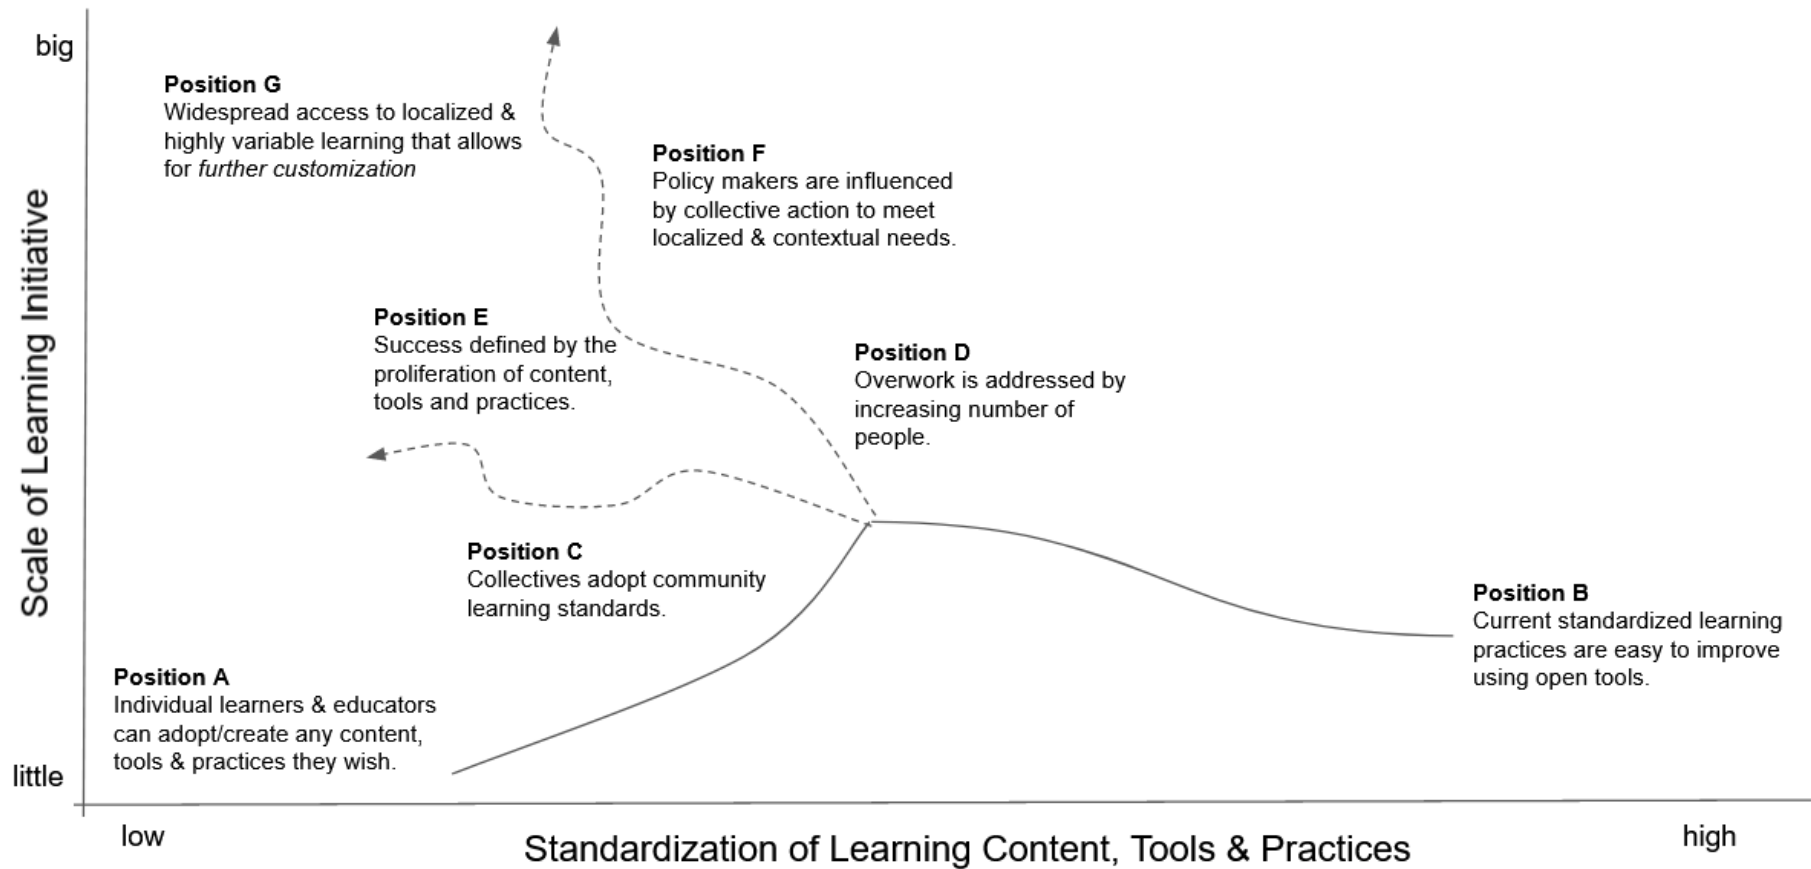 big
Position G
Widespread access to localized &
highly variable learning that allows
for further customization
Position F
Policy makers are influenced
by collective action to meet
localized & contextual needs.
Scale of Learning Initiative
Position E
Success defined by the
proliferation of content,
tools and practices.
Position D
Overwork is addressed by
increasing number of
people.
Position C
Collectives adopt community
learning standards.
Position B
Current standardized learning
practices are easy to improve
using open tools.
Position A
Individual learners & educators
can adopt/create any content,
tools & practices they wish.
little
low
Standardization of Learning Content, Tools & Practices
high